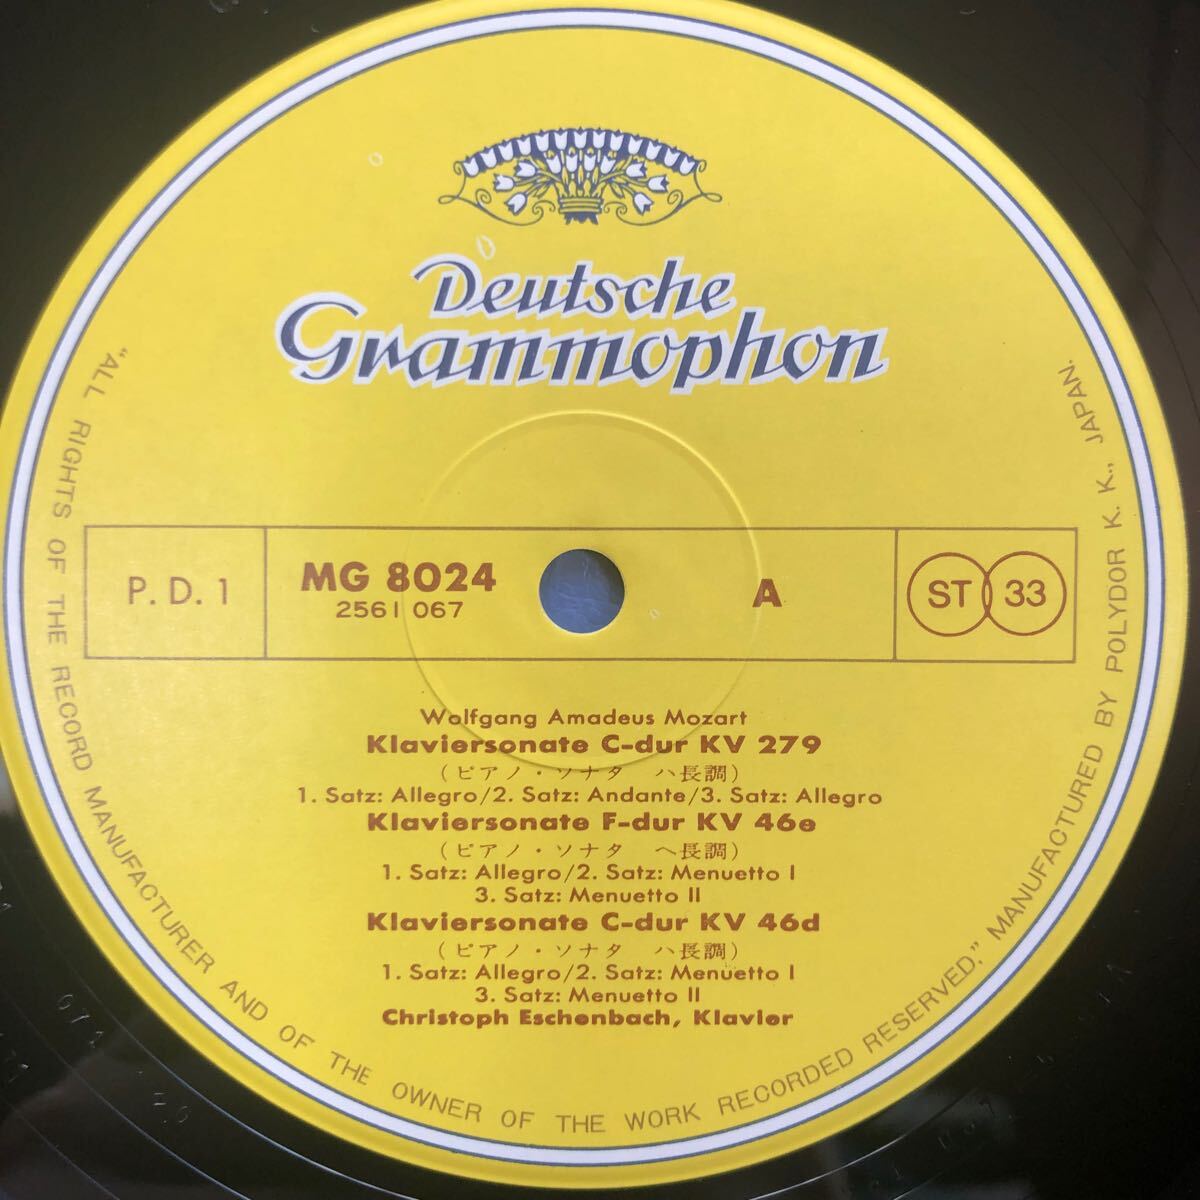 Deutsche
Grammophon
P. D. 1
MG 8024
2561 067
A
ST 33
Wolfgang Amadeus Mozart
Klaviersonate C-dur KV 279
(ピアノ・ソナタ ハ長調)
1. Satz: Allegro/2. Satz: Andante/3. Satz: Allegro
Klaviersonate F-dur KV 46e
(ピアノ・ソナタ ヘ長調)
1. Satz: Allegro/2. Satz: Menuetto I
3. Satz: Menuetto II
Klaviersonate C-dur KV 46d
(ピアノ・ソナタ ハ長調)
1. Satz: Allegro/2. Satz: Menuetto I
3. Satz: Menuetto II
Christoph Eschenbach, Klavier
"ALL RIGHTS OF THE RECORD MANUFACTURER AND OF THE OWNER OF THE WORK RECORDED RESERVED," MANUFACTURED BY POLYDOR K. K., JAPAN.